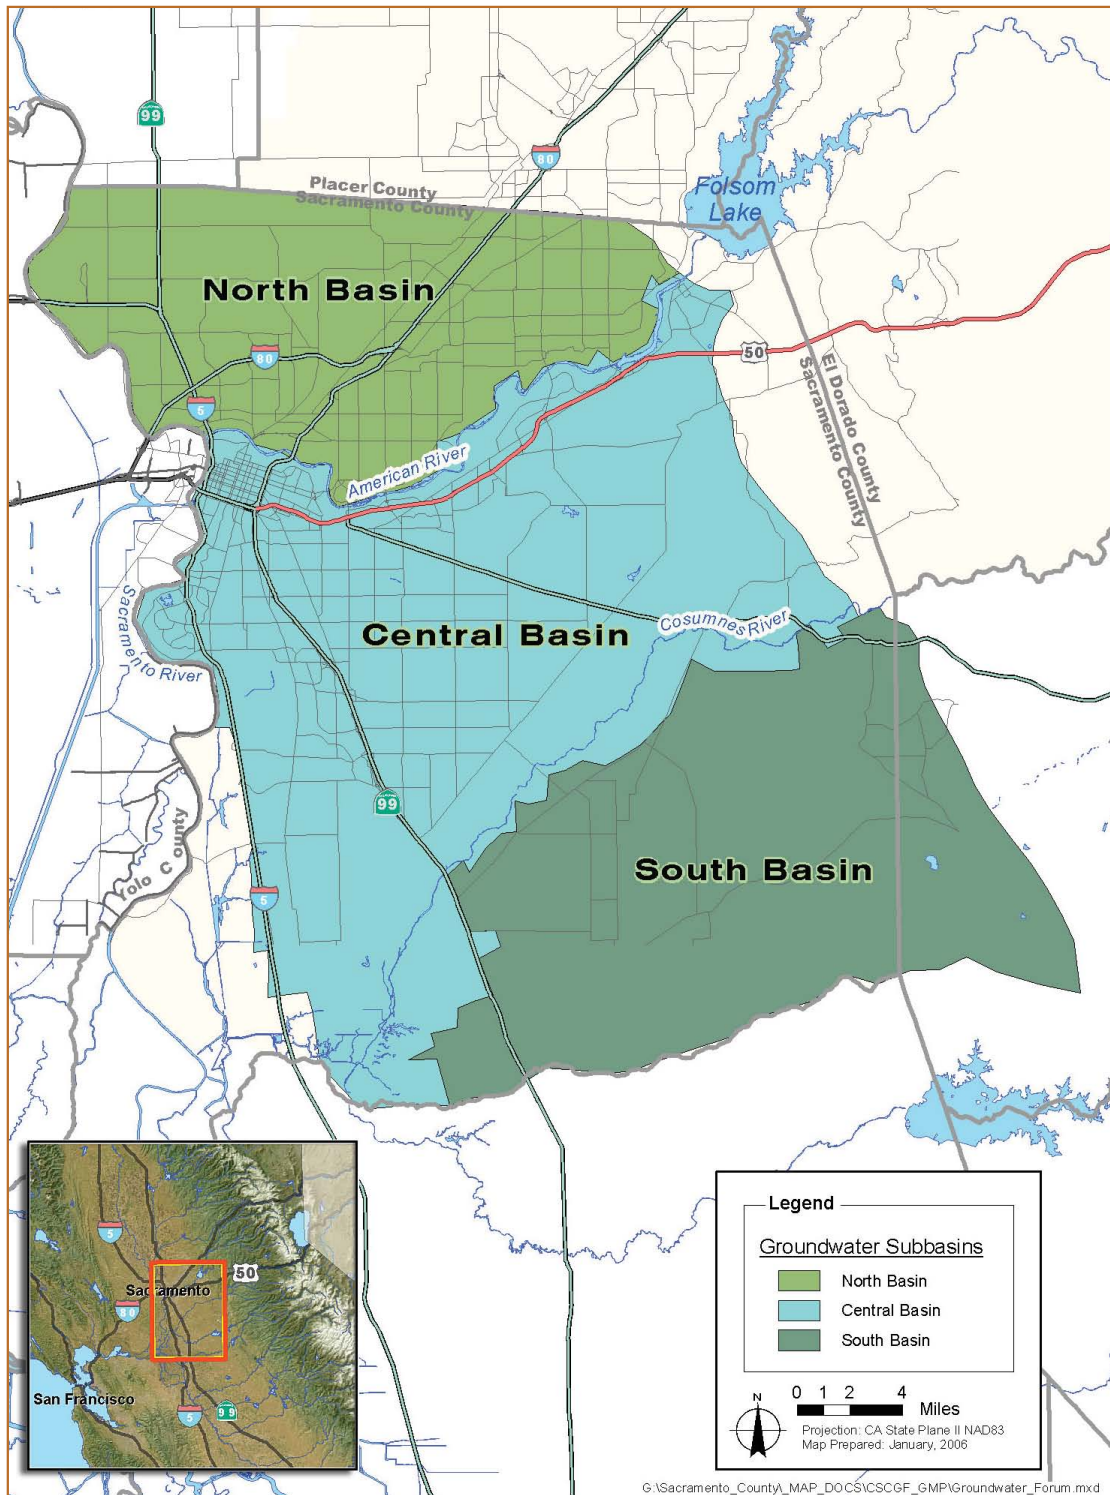 99
80
Placer County
Sacramento County
Folsom
Lake
North Basin
80
50
5
El Dorado County
Sacramento County
American River
Sacramento River
Cosumnes River
Central Basin
99
Yolo County
South Basin
5
5
50
Sacramento
80
San Francisco
5
99
Legend
Groundwater Subbasins
North Basin
Central Basin
South Basin
N
0 1 2 4
Miles
Projection: CA State Plane II NAD83
Map Prepared: January, 2006
G:\Sacramento_County\_MAP_DOCS\CSCGF_GMP\Groundwater_Forum.mxd